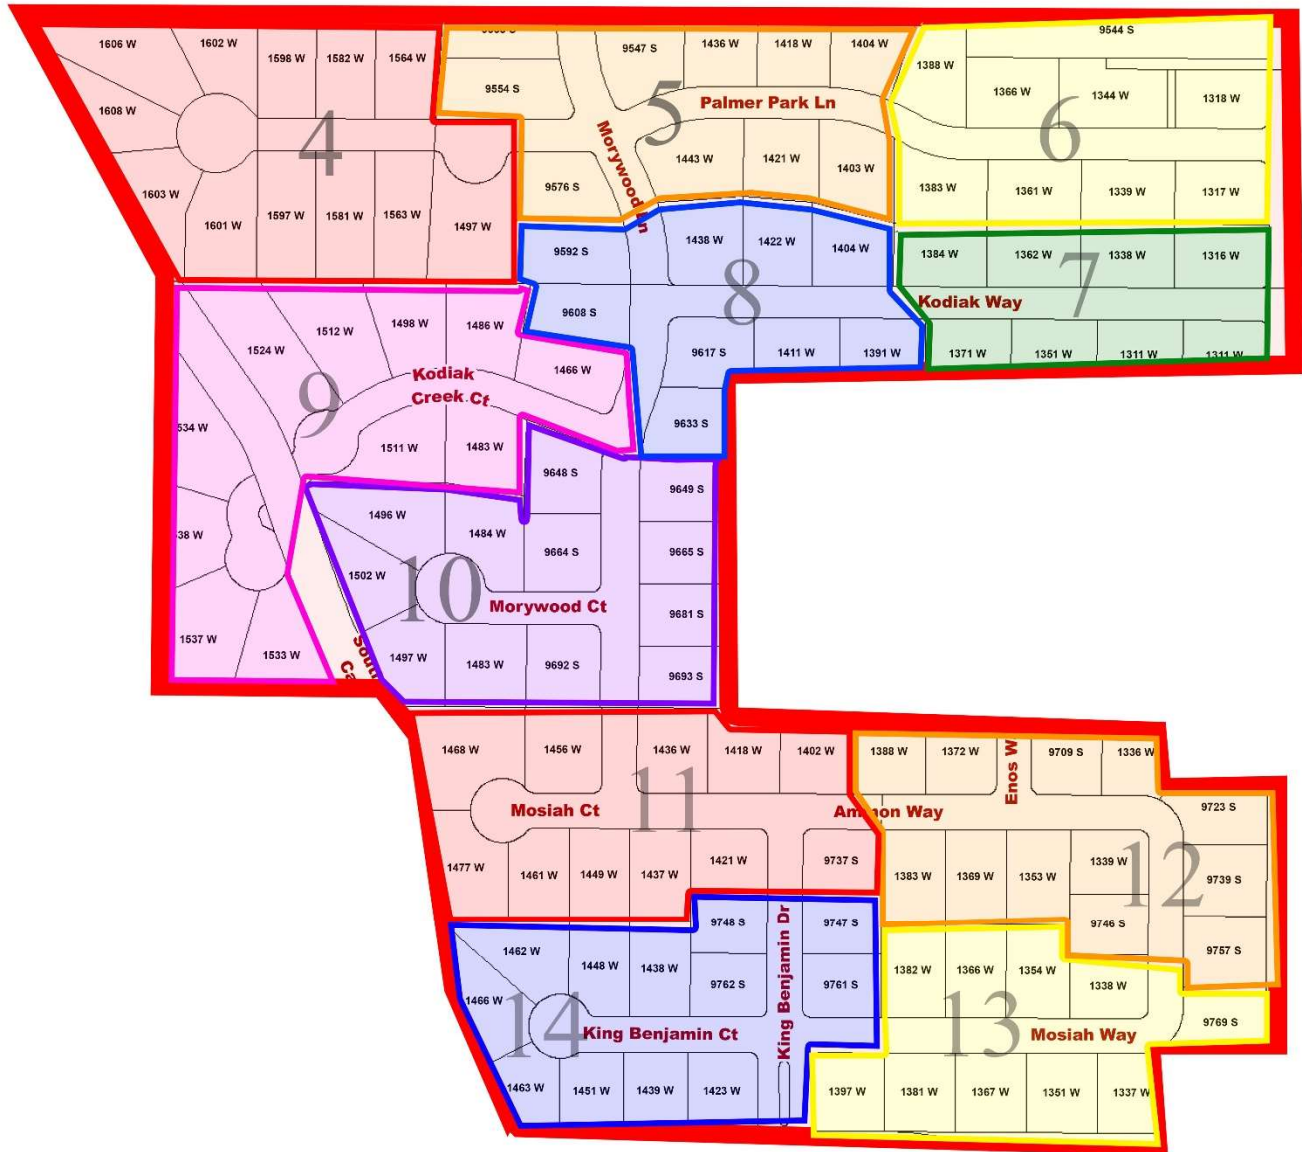 1606 W
1602 W
1598 W
1582 W
1564 W
1608 W
4
1603 W
1601 W
1597 W
1581 W
1563 W
1497 W
9547 S
1436 W
1418 W
1404 W
9554 S
5
Palmer Park Ln
Morywood Ln
1443 W
1421 W
1403 W
9576 S
9544 S
1388 W
1366 W
1344 W
1318 W
6
1383 W
1361 W
1339 W
1317 W
1384 W
1362 W
1338 W
1316 W
7
Kodiak Way
1371 W
1351 W
1311 W
1311 W
9592 S
1438 W
1422 W
1404 W
8
9608 S
9617 S
1411 W
1391 W
9633 S
1512 W
1498 W
1486 W
1524 W
1466 W
Kodiak
Creek Ct
9
1511 W
1483 W
1537 W
1533 W
9648 S
9649 S
1496 W
1484 W
9664 S
9665 S
1502 W
10
Morywood Ct
9681 S
1497 W
1483 W
9692 S
9693 S
1468 W
1456 W
1436 W
1418 W
1402 W
Mosiah Ct
11
Ammon Way
1477 W
1461 W
1449 W
1437 W
1421 W
9737 S
1388 W
1372 W
Enos W
9709 S
1336 W
9723 S
1383 W
1369 W
1353 W
1339 W
12
9739 S
9746 S
9757 S
1462 W
1448 W
1438 W
9748 S
9747 S
9762 S
9761 S
King Benjamin Dr
1466 W
14
King Benjamin Ct
1463 W
1451 W
1439 W
1423 W
1382 W
1366 W
1354 W
1338 W
13
Mosiah Way
9769 S
1397 W
1381 W
1367 W
1351 W
1337 W